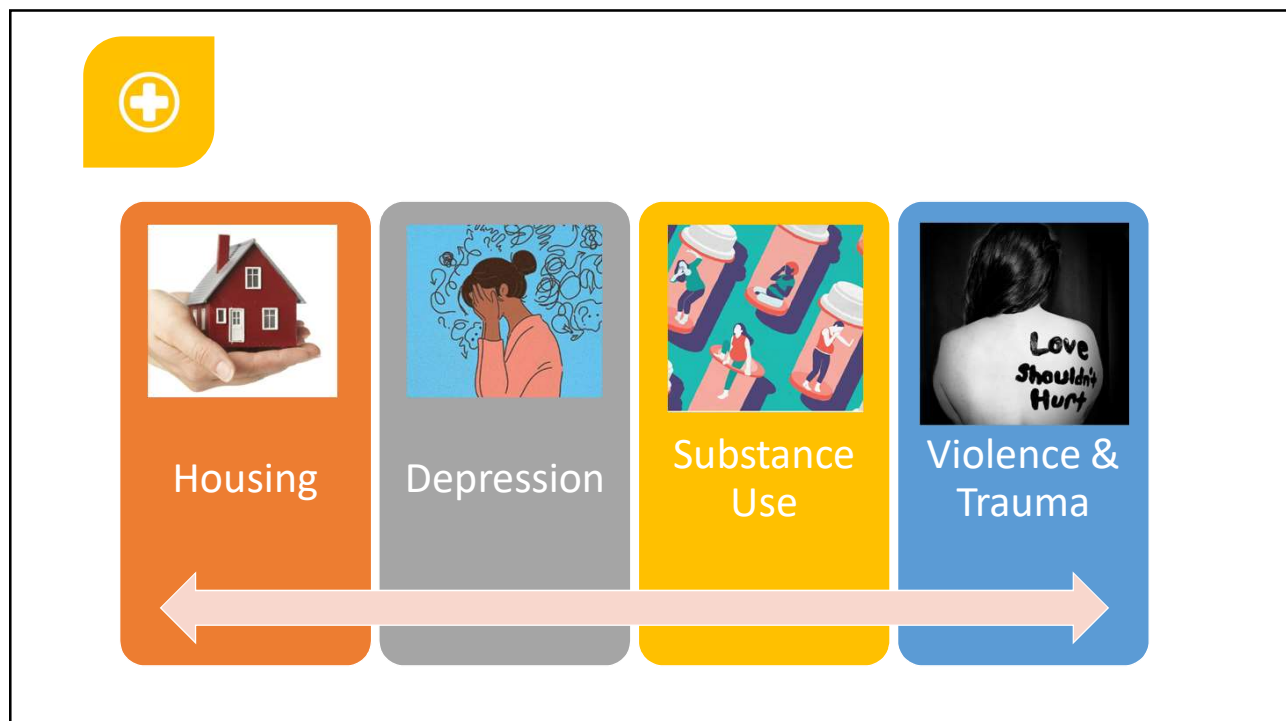 Love
Shouldn't
Hurt
Housing
Depression
Substance
Use
Violence &
Trauma